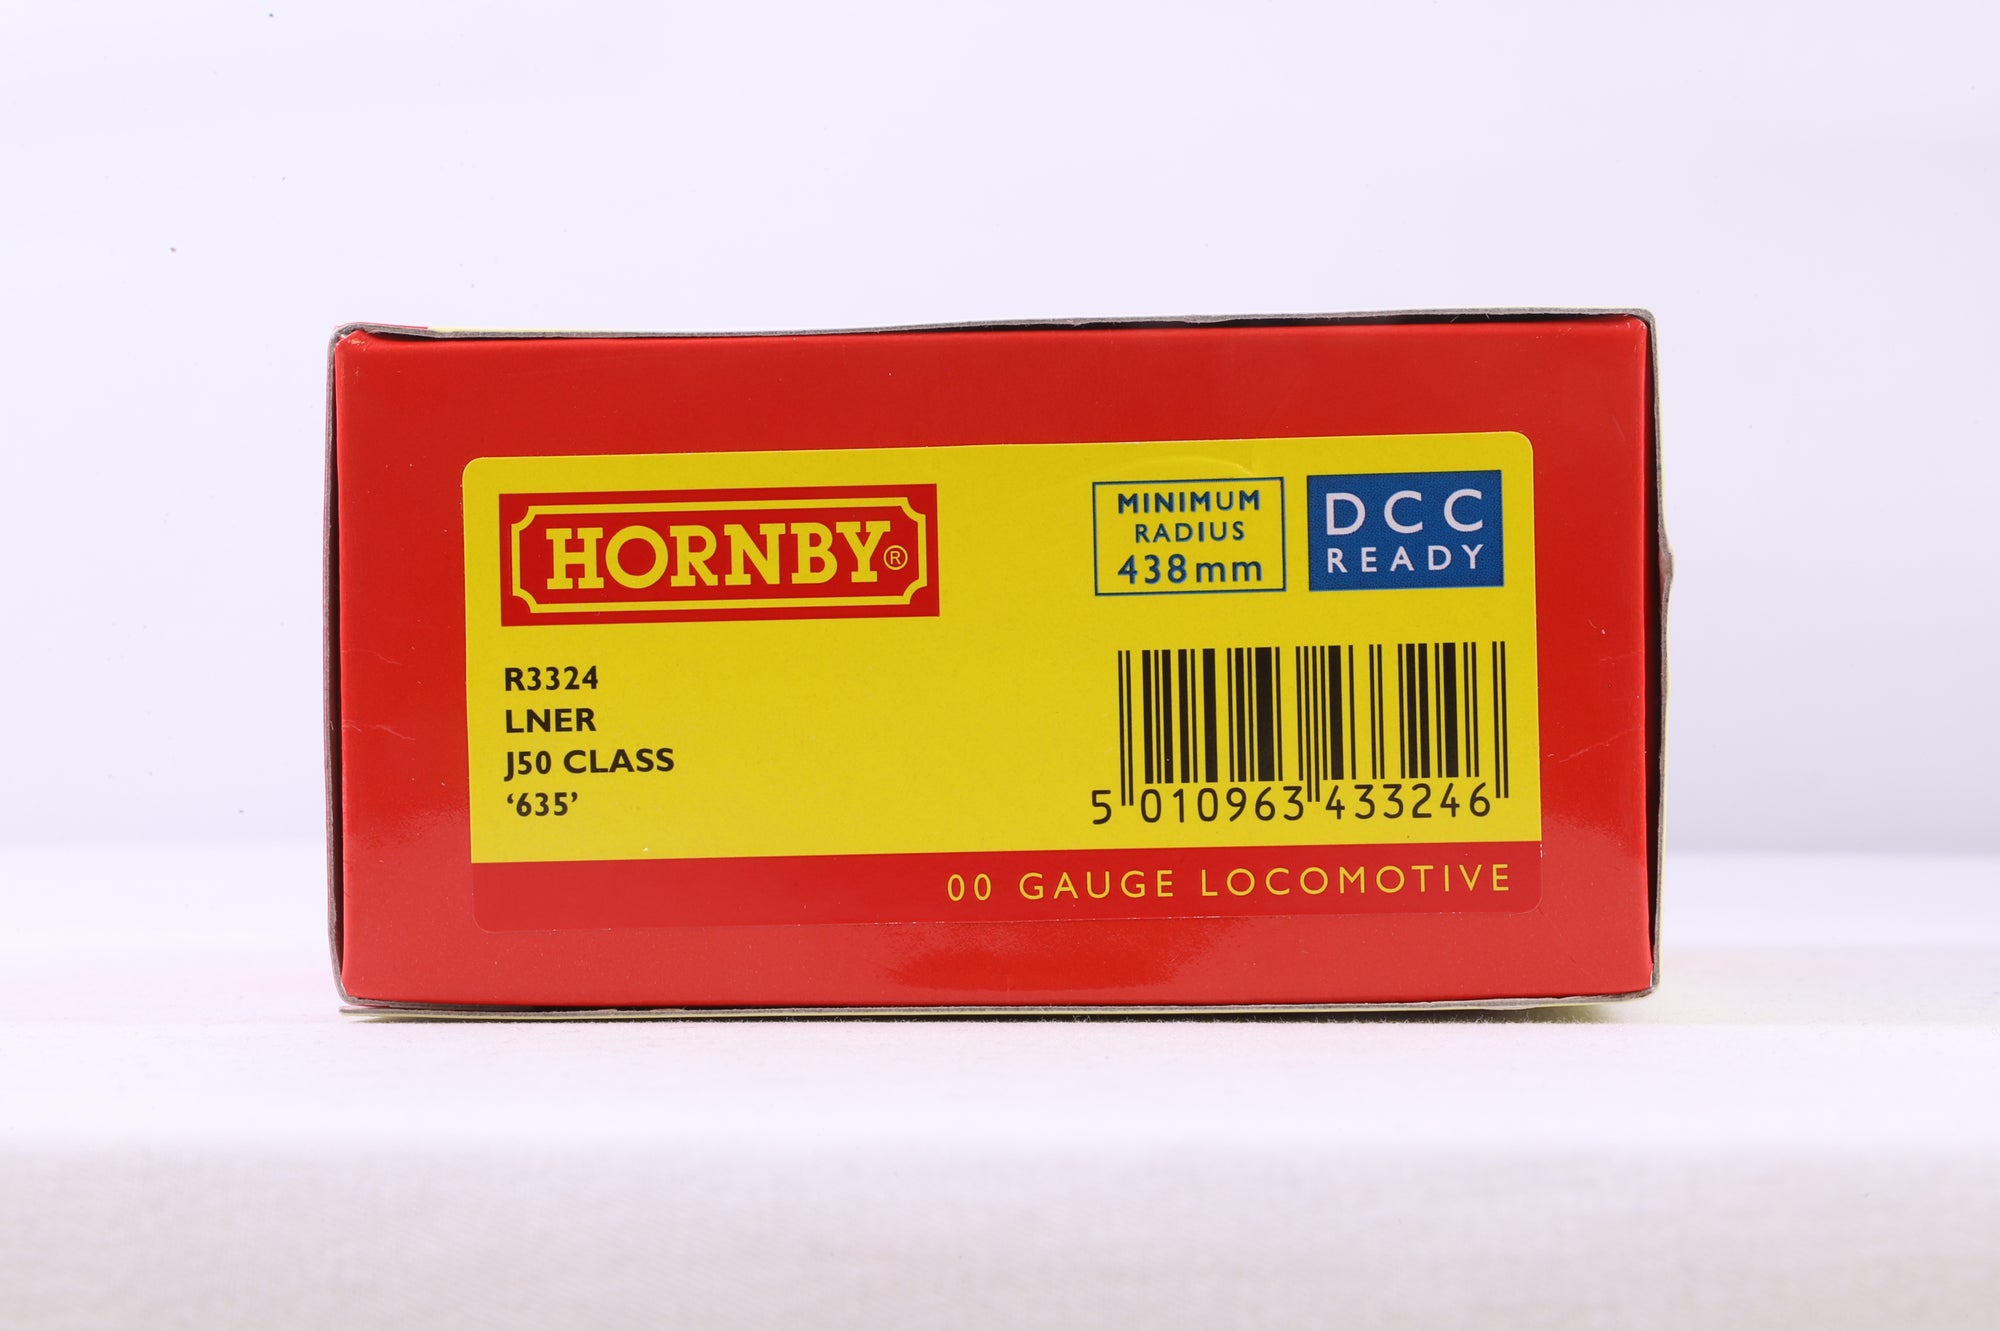 HORNBY®
MINIMUM
RADIUS
438mm
DCC
READY
R3324
LNER
J50 CLASS
‘635’
5 010963 433246
00 GAUGE LOCOMOTIVE